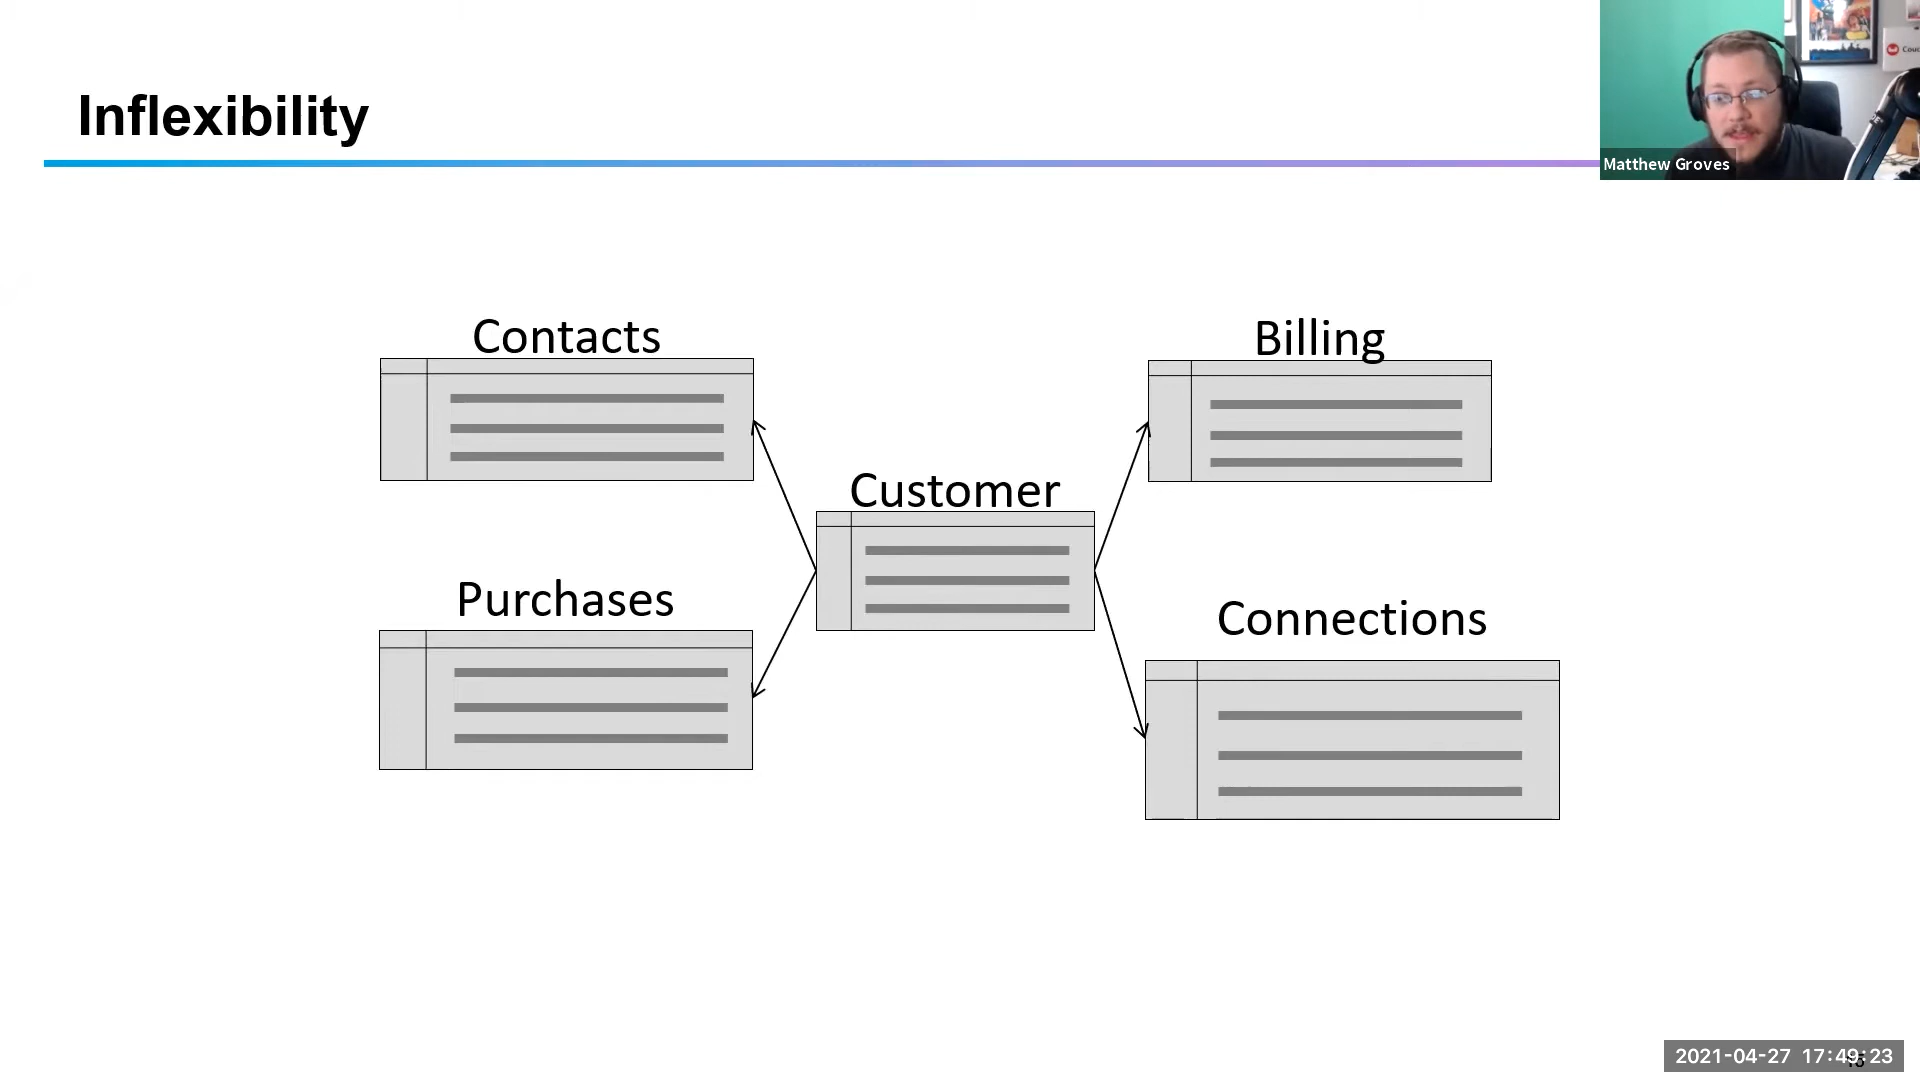 Inflexibility
Matthew Groves
Contacts
Billing
Customer
Purchases
Connections
2021-04-27 17:49:23